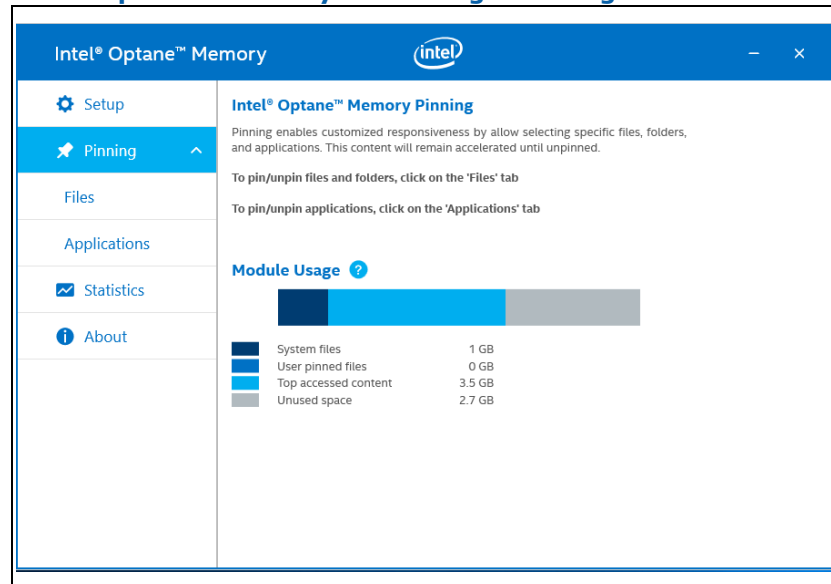 Intel® Optane™ Memory
intel
Setup
Pinning
Files
Applications
Statistics
About
Intel® Optane™ Memory Pinning
Pinning enables customized responsiveness by allow selecting specific files, folders,
and applications. This content will remain accelerated until unpinned.
To pin/unpin files and folders, click on the 'Files' tab
To pin/unpin applications, click on the 'Applications' tab
Module Usage ?
System files 1 GB
User pinned files 0 GB
Top accessed content 3.5 GB
Unused space 2.7 GB